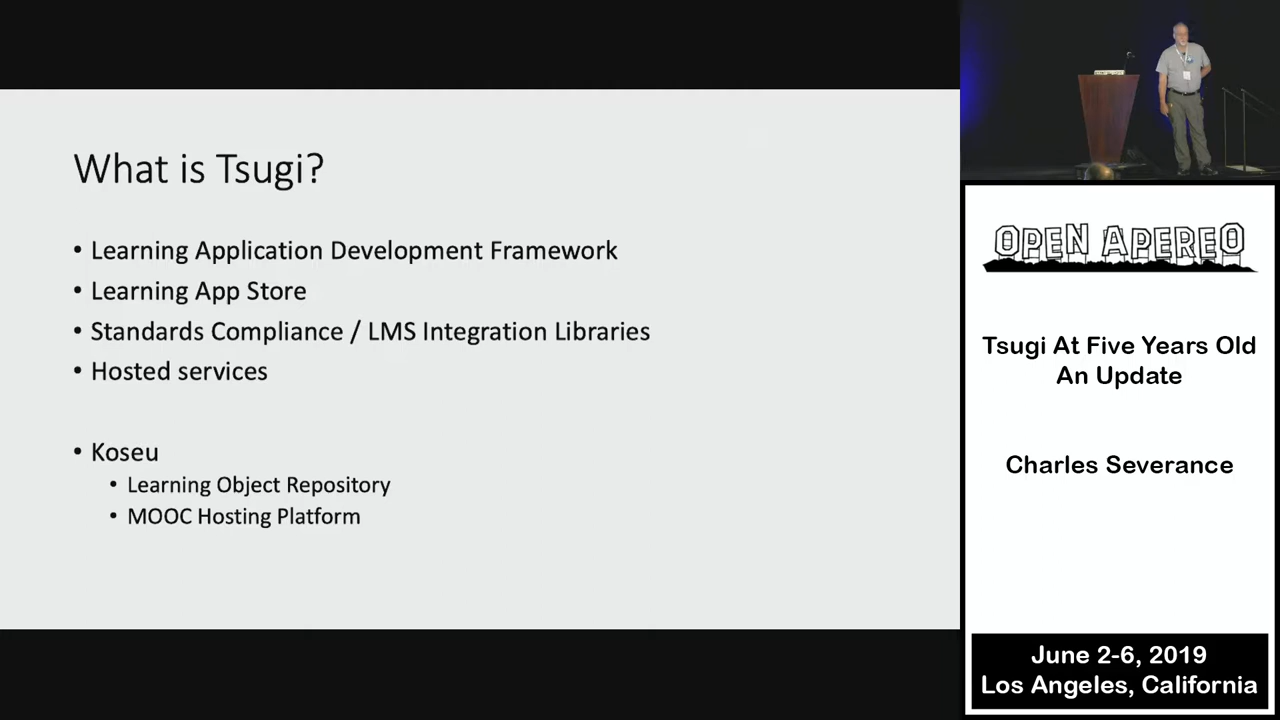 What is Tsugi?
• Learning Application Development Framework
• Learning App Store
• Standards Compliance / LMS Integration Libraries
• Hosted services
• Koseu
• Learning Object Repository
• MOOC Hosting Platform
OPEN APEREO
Tsugi At Five Years Old
An Update
Charles Severance
June 2-6, 2019
Los Angeles, California